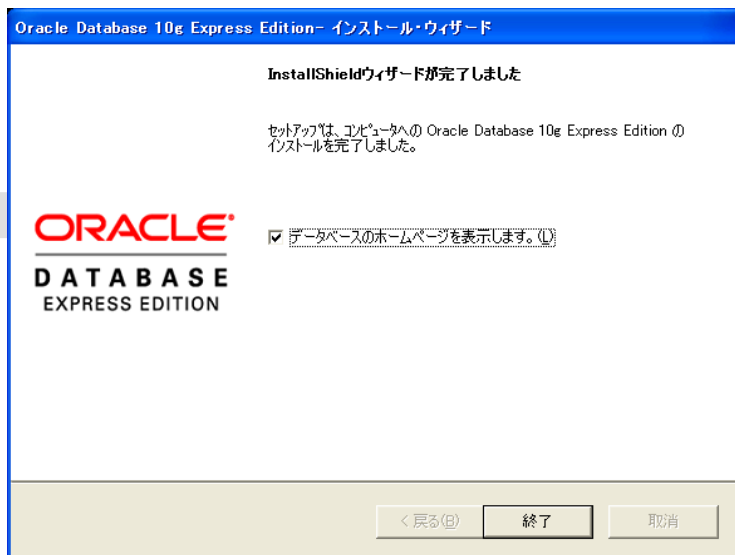 Oracle Database 10g Express Edition- インストール・ウィザード
InstallShieldウィザードが完了しました
セットアップは、コンピュータへの Oracle Database 10g Express Edition の
インストールを完了しました。
ORACLE
データベースのホームページを表示します。(L)
DATABASE
EXPRESS EDITION
< 戻る(B)
終了
取消